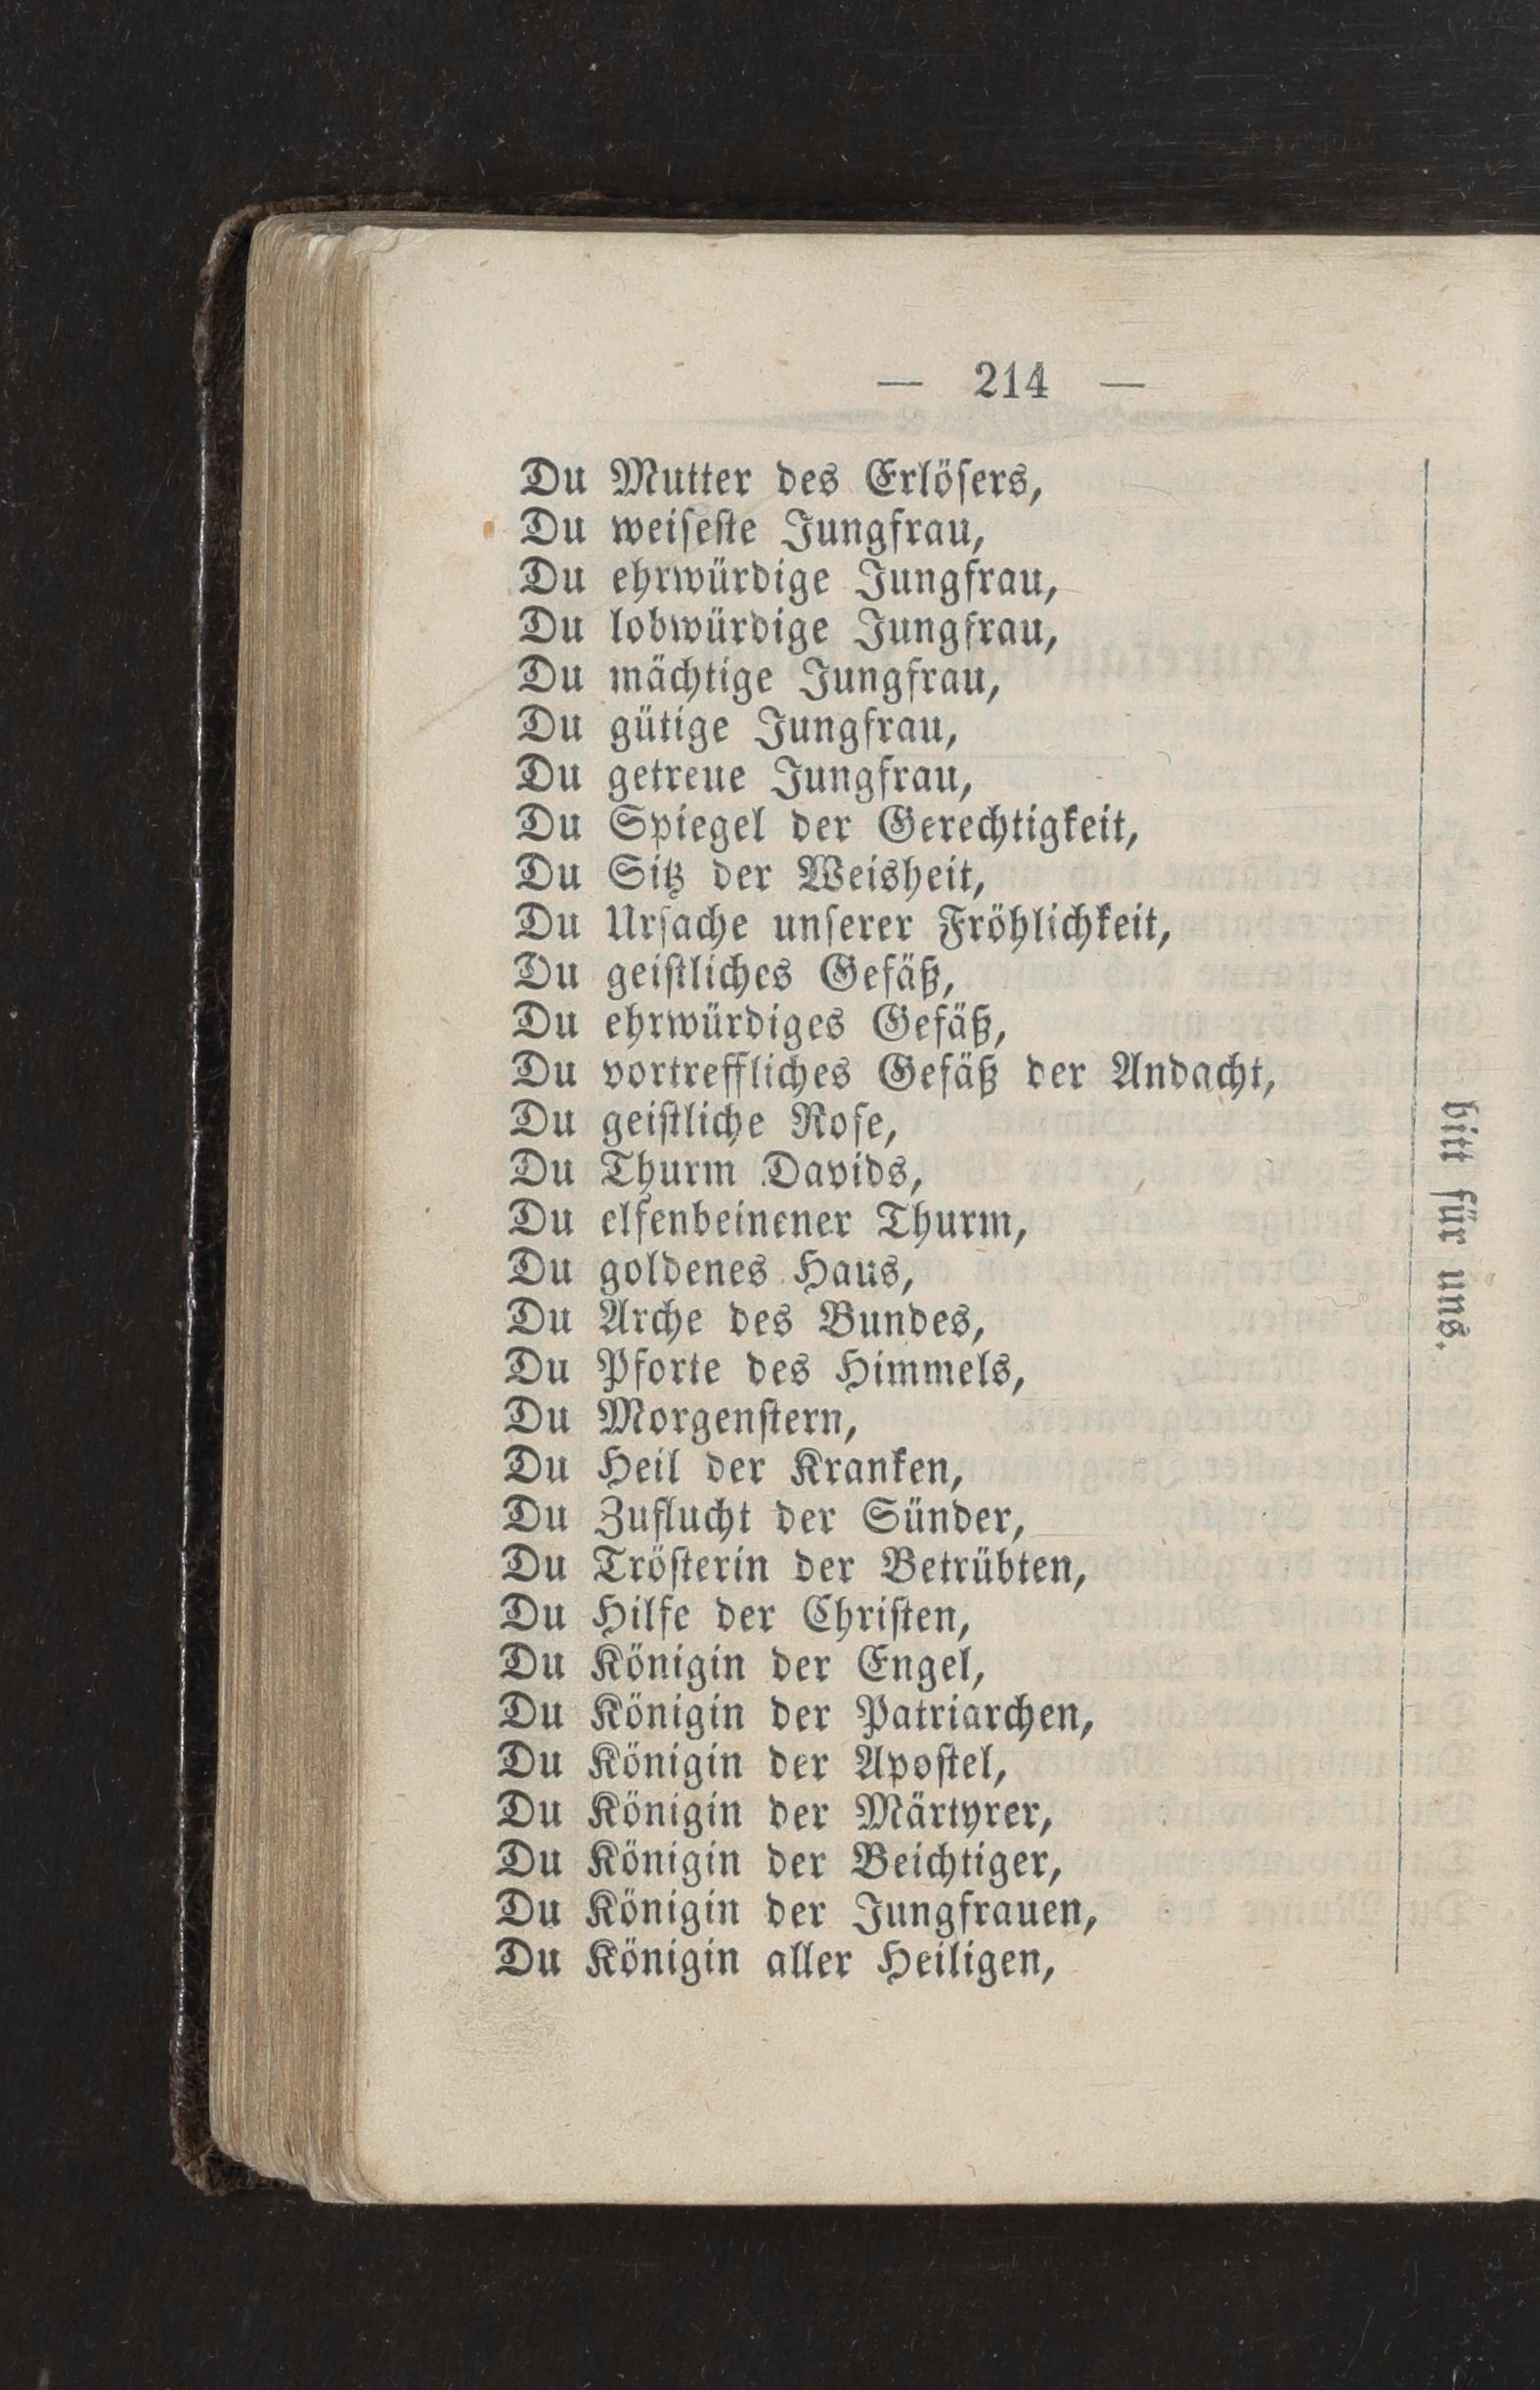 — 214 —
Du Mutter des Erlöſers,
Du weiſeſte Jungfrau,
Du ehrwürdige Jungfrau,
Du lobwürdige Jungfrau,
Du mächtige Jungfrau,
Du gütige Jungfrau,
Du getreue Jungfrau,
Du Spiegel der Gerechtigkeit,
Du Sitz der Weisheit,
Du Urſache unſerer Fröhlichkeit,
Du geiſtliches Gefäß,
Du ehrwürdiges Gefäß,
Du vortreffliches Gefäß der Andacht,
Du geiſtliche Roſe,
Du Thurm Davids,
Du elfenbeinener Thurm,
Du goldenes Haus,
Du Arche des Bundes,
Du Pforte des Himmels,
Du Morgenſtern,
Du Heil der Kranken,
Du Zuflucht der Sünder,
Du Tröſterin der Betrübten,
Du Hilfe der Chriſten,
Du Königin der Engel,
Du Königin der Patriarchen,
Du Königin der Apoſtel,
Du Königin der Märtyrer,
Du Königin der Beichtiger,
Du Königin der Jungfrauen,
Du Königin aller Heiligen,
bitt für uns.